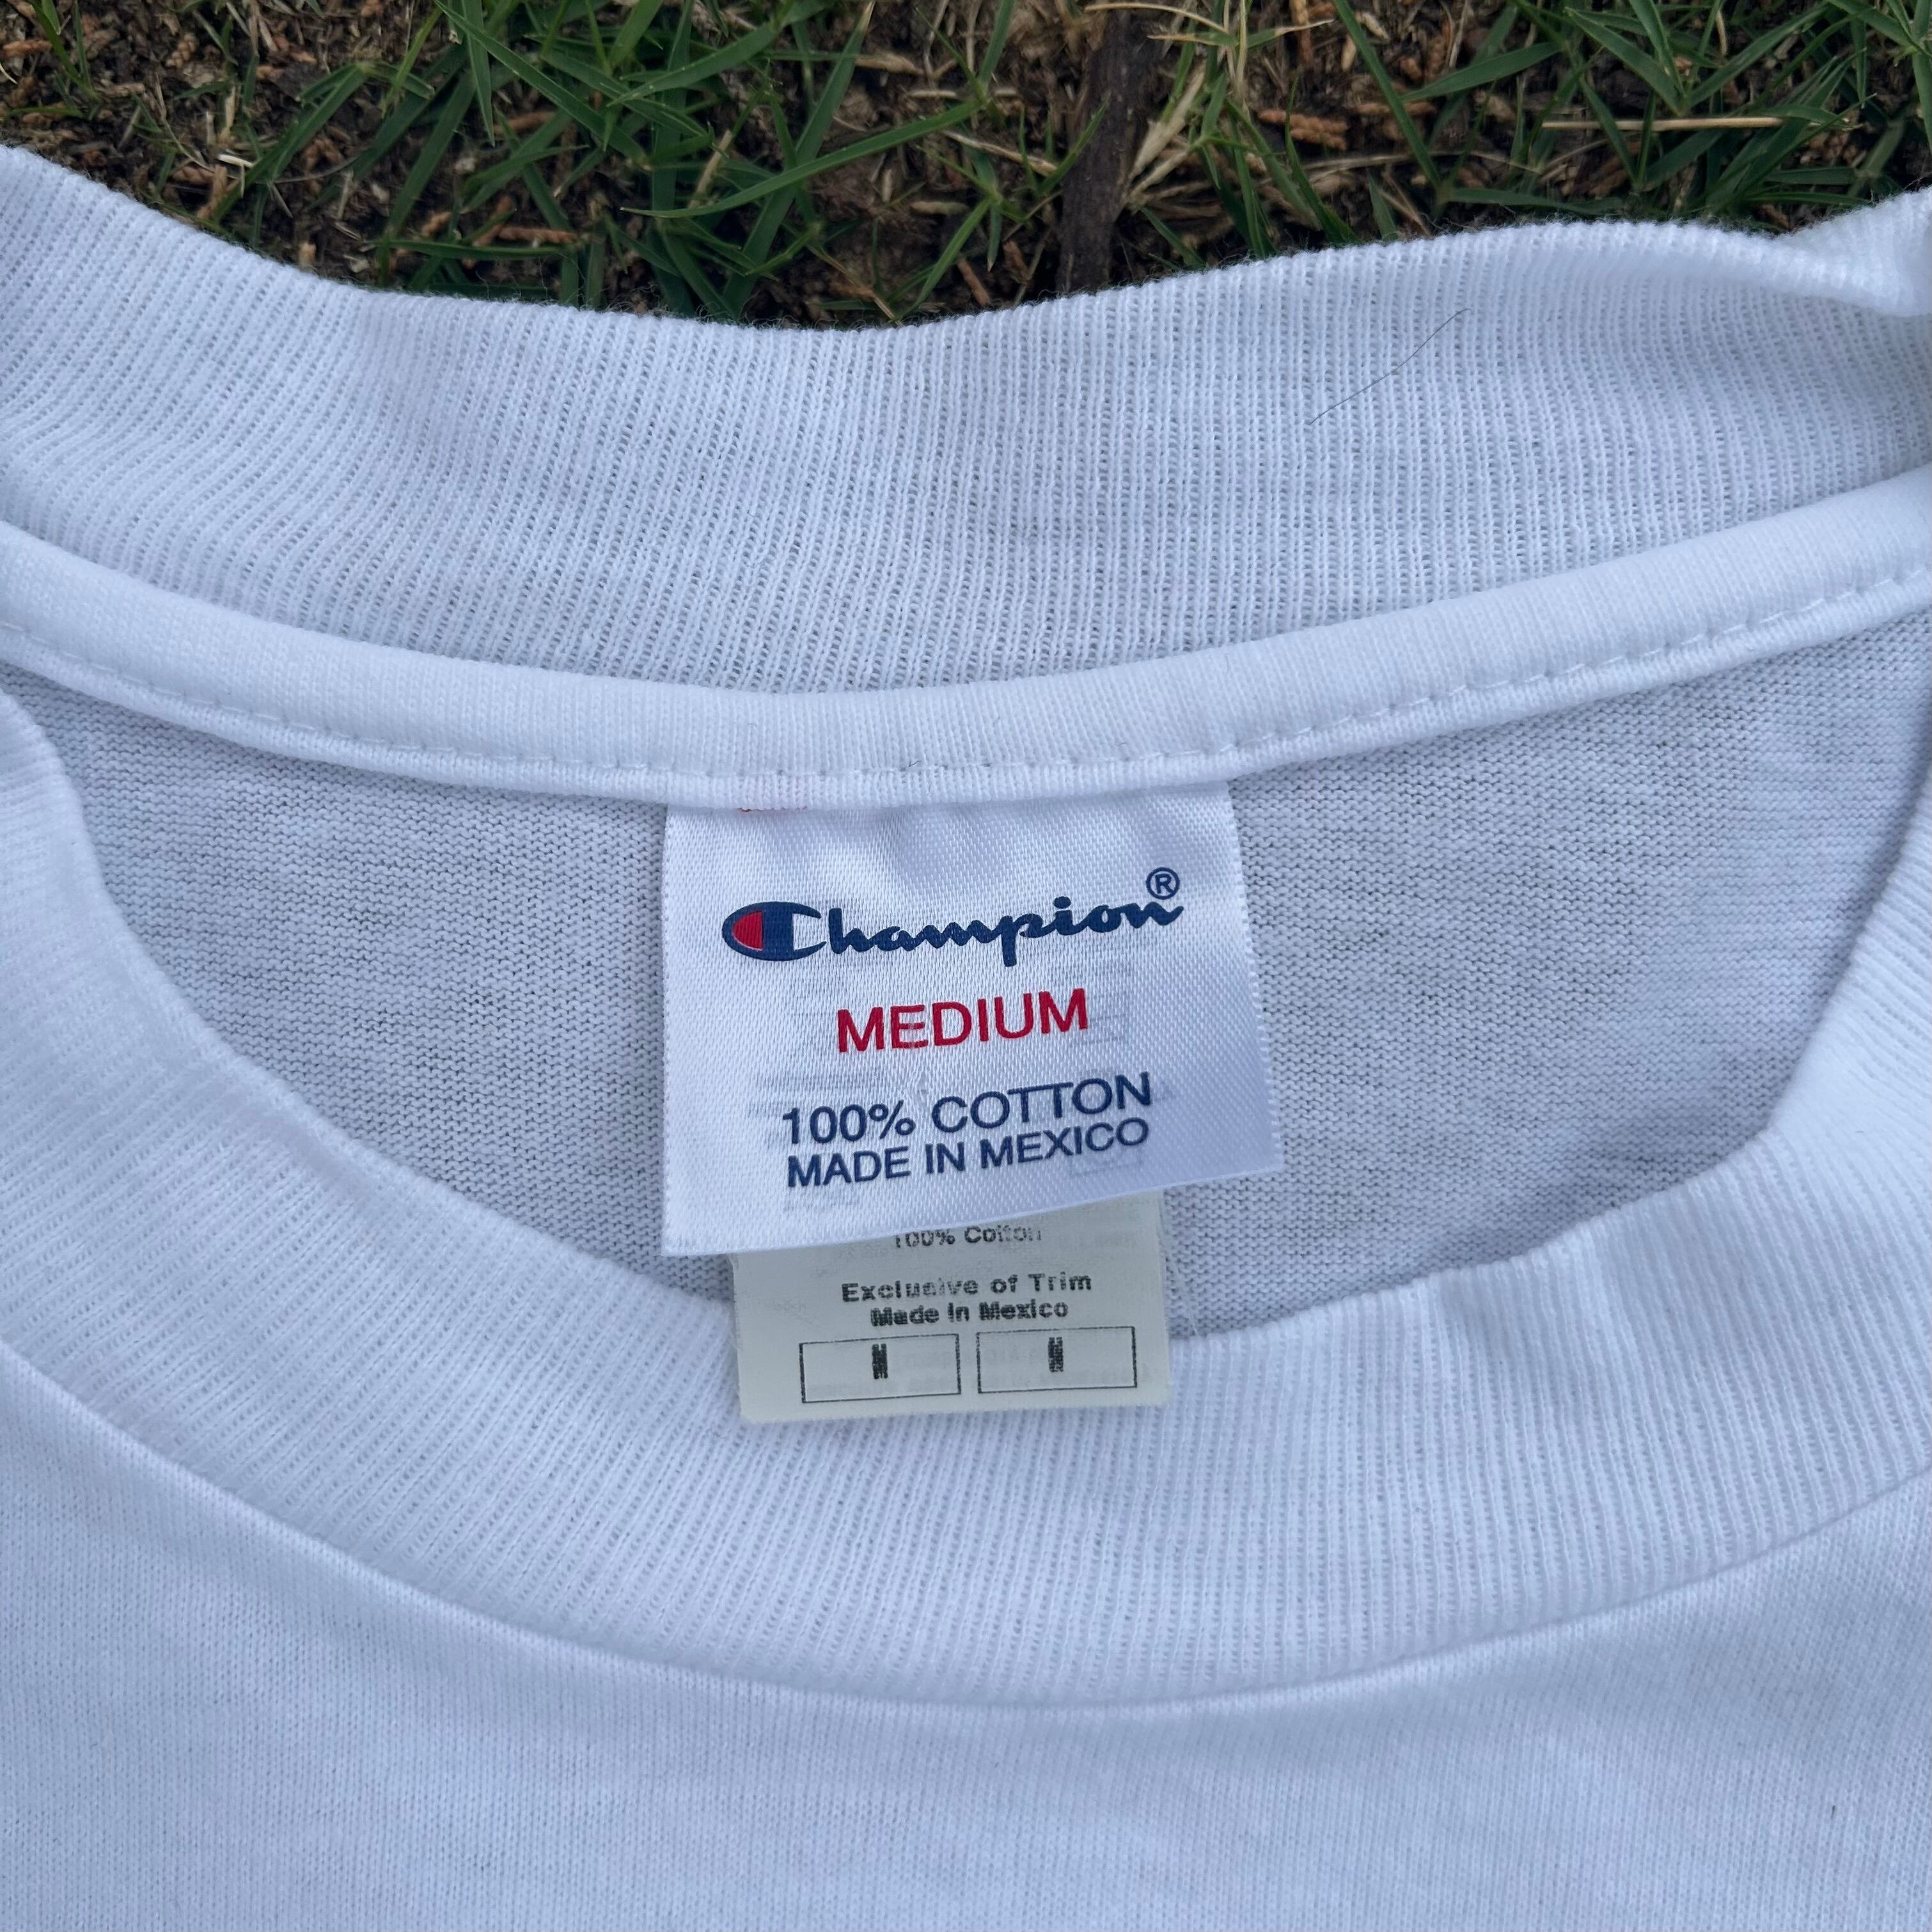 Champion®
MEDIUM
100% COTTON
MADE IN MEXICO
100% Cotton
Exclusive of Trim
Made In Mexico
M M